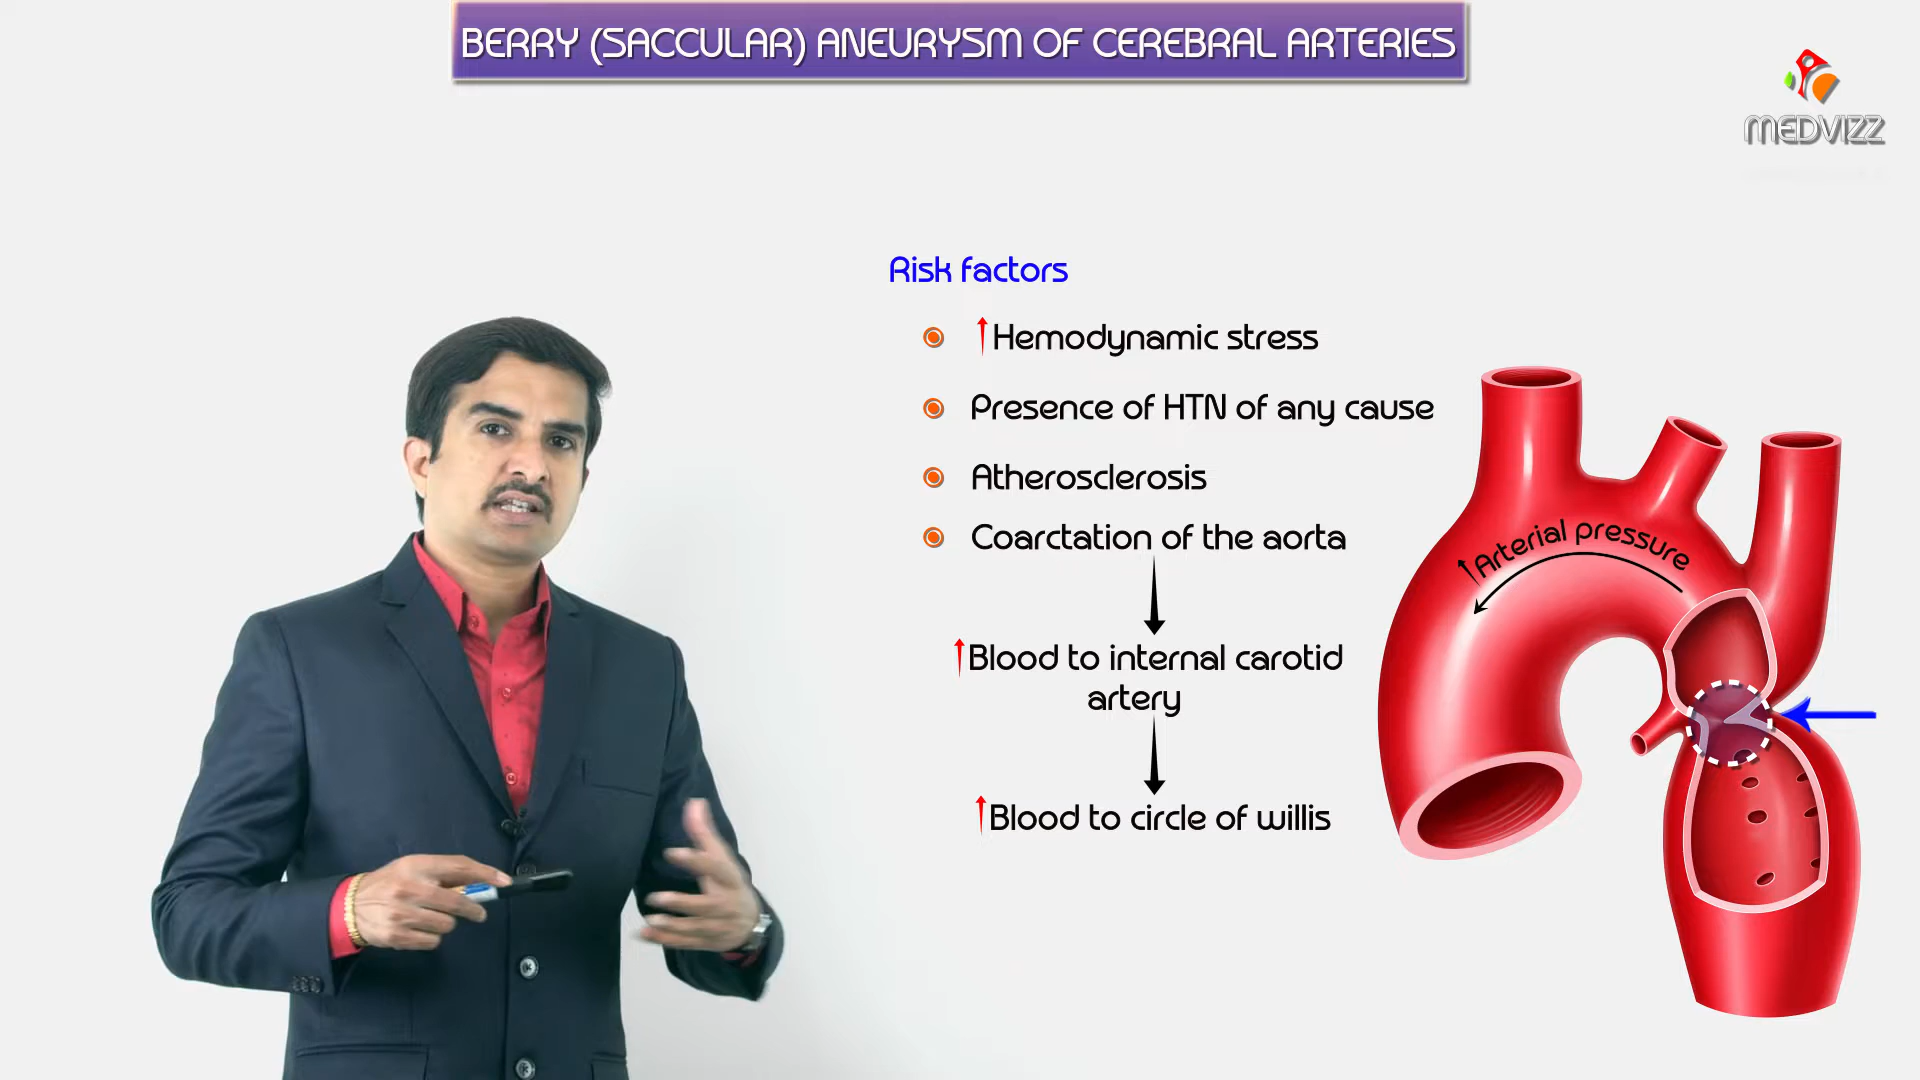 BERRY (SACCULAR) ANEURYSM OF CEREBRAL ARTERIES
MEDVIZZ
Risk factors
↑Hemodynamic stress
Presence of HTN of any cause
Atherosclerosis
Coarctation of the aorta
↑Blood to internal carotid
artery
↑Blood to circle of willis
↑Arterial pressure